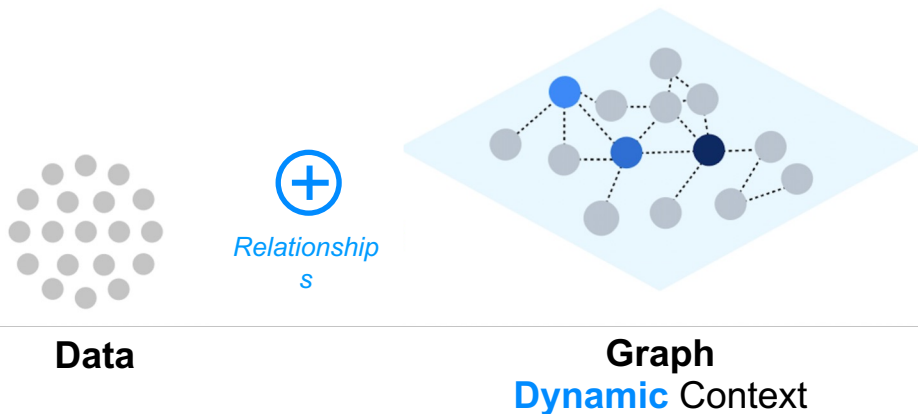 Relationship
s
Data
Graph
Dynamic Context